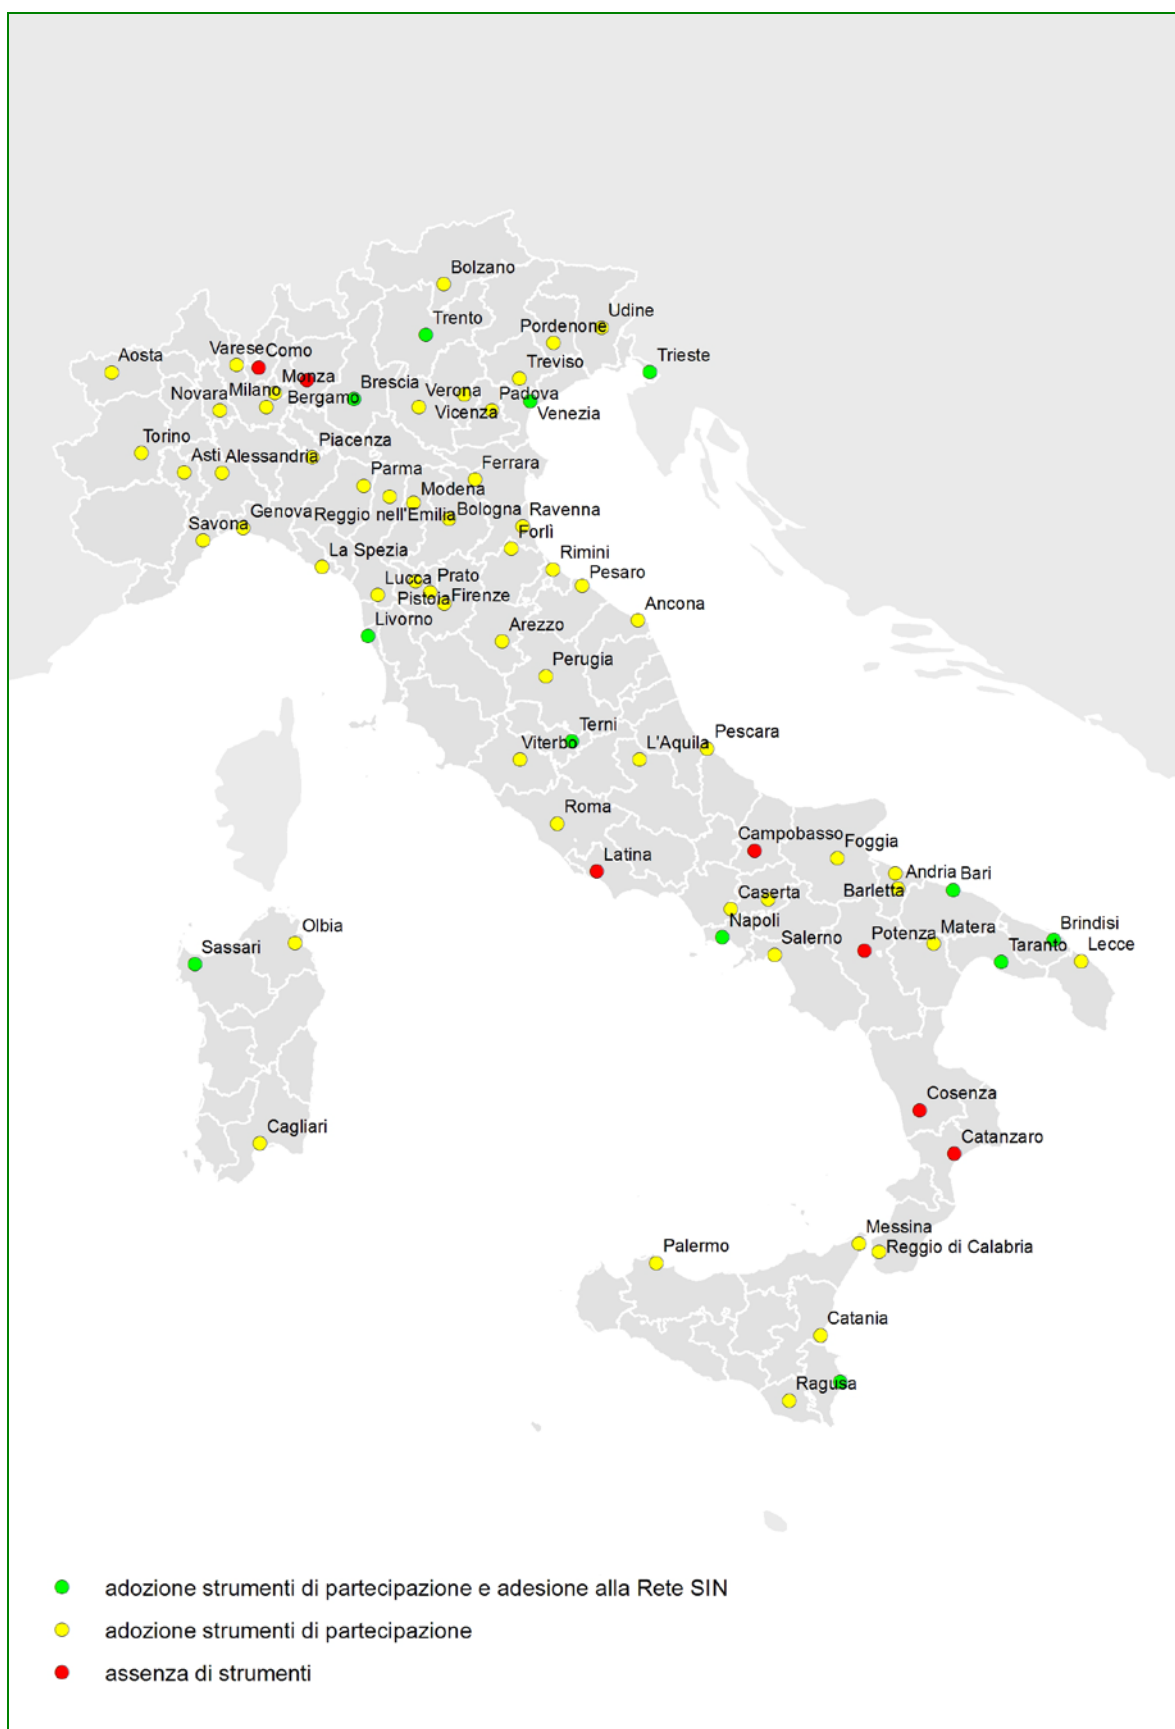 Bolzano
Udine
Trento
Pordenone
Trieste
Varese
Como
Aosta
Treviso
Monza
Brescia
Verona
Padova
Novara
Milano
Bergamo
Vicenza
Venezia
Torino
Piacenza
Asti
Alessandria
Parma
Ferrara
Modena
Genova
Reggio nell'Emilia
Bologna
Ravenna
Savona
Forlì
La Spezia
Rimini
Lucca
Prato
Pesaro
Pistoia
Firenze
Ancona
Livorno
Arezzo
Perugia
Terni
Pescara
Viterbo
L'Aquila
Roma
Campobasso
Foggia
Latina
Andria
Bari
Caserta
Barletta
Napoli
Olbia
Brindisi
Potenza
Matera
Salerno
Sassari
Taranto
Lecce
Cosenza
Cagliari
Catanzaro
Messina
Palermo
Reggio di Calabria
Catania
Ragusa
adozione strumenti di partecipazione e adesione alla Rete SIN
adozione strumenti di partecipazione
assenza di strumenti